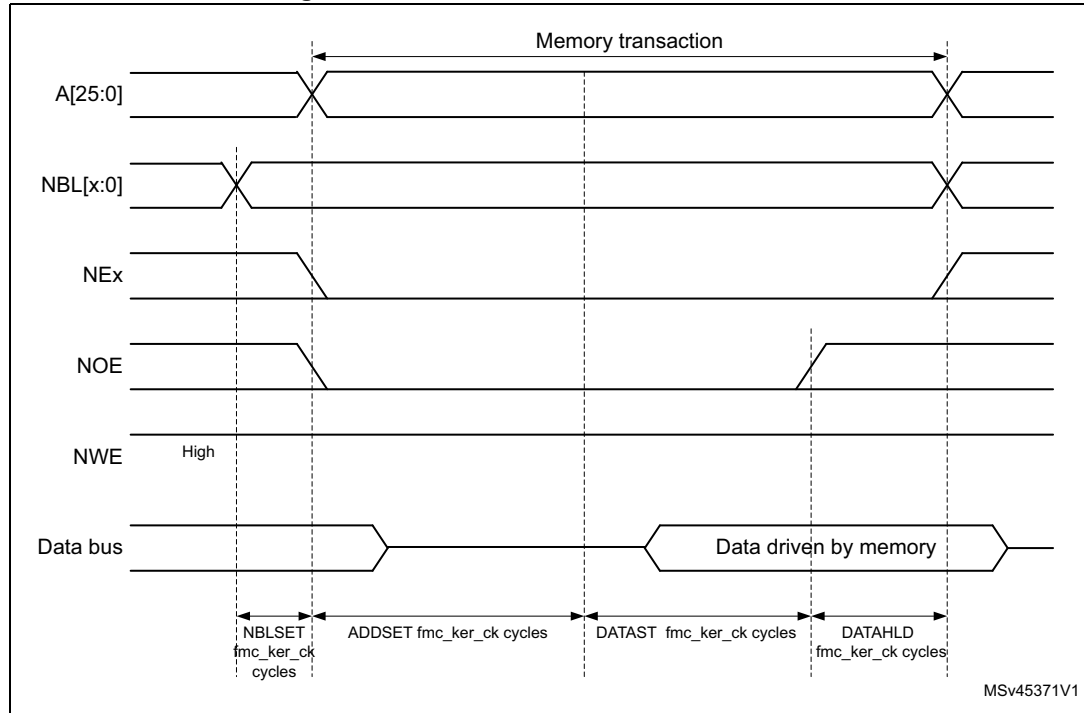 Memory transaction
A[25:0]
NBL[x:0]
NEx
NOE
NWE High
Data bus Data driven by memory
NBLSET
fmc_ker_ck
cycles
ADDSET fmc_ker_ck cycles
DATAST fmc_ker_ck cycles
DATAHLD
fmc_ker_ck cycles
MSv45371V1